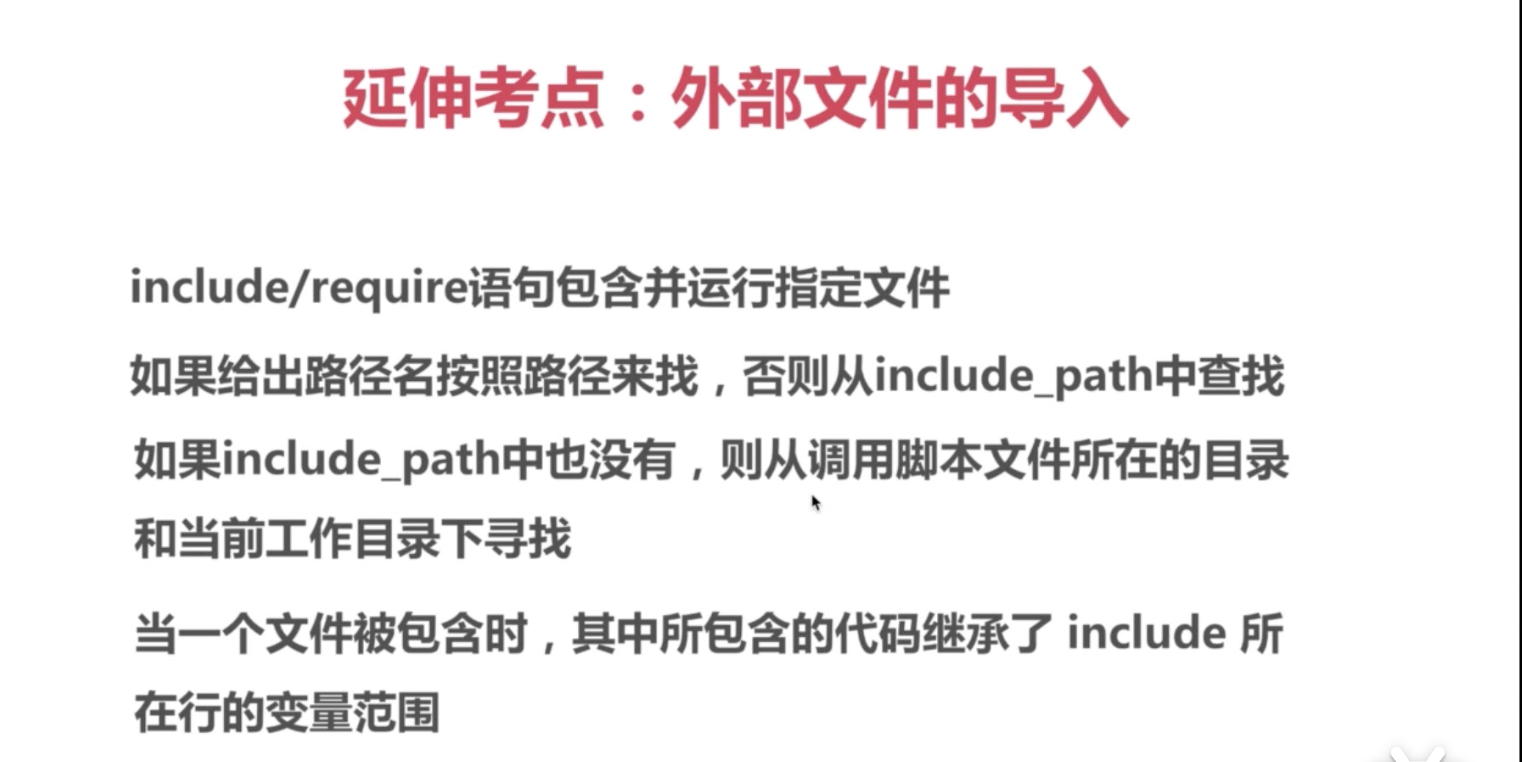 延伸考点：外部文件的导入
include/require语句包含并运行指定文件
如果给出路径名按照路径来找，否则从include_path中查找
如果include_path中也没有，则从调用脚本文件所在的目录
和当前工作目录下寻找
当一个文件被包含时，其中所包含的代码继承了 include 所
在行的变量范围